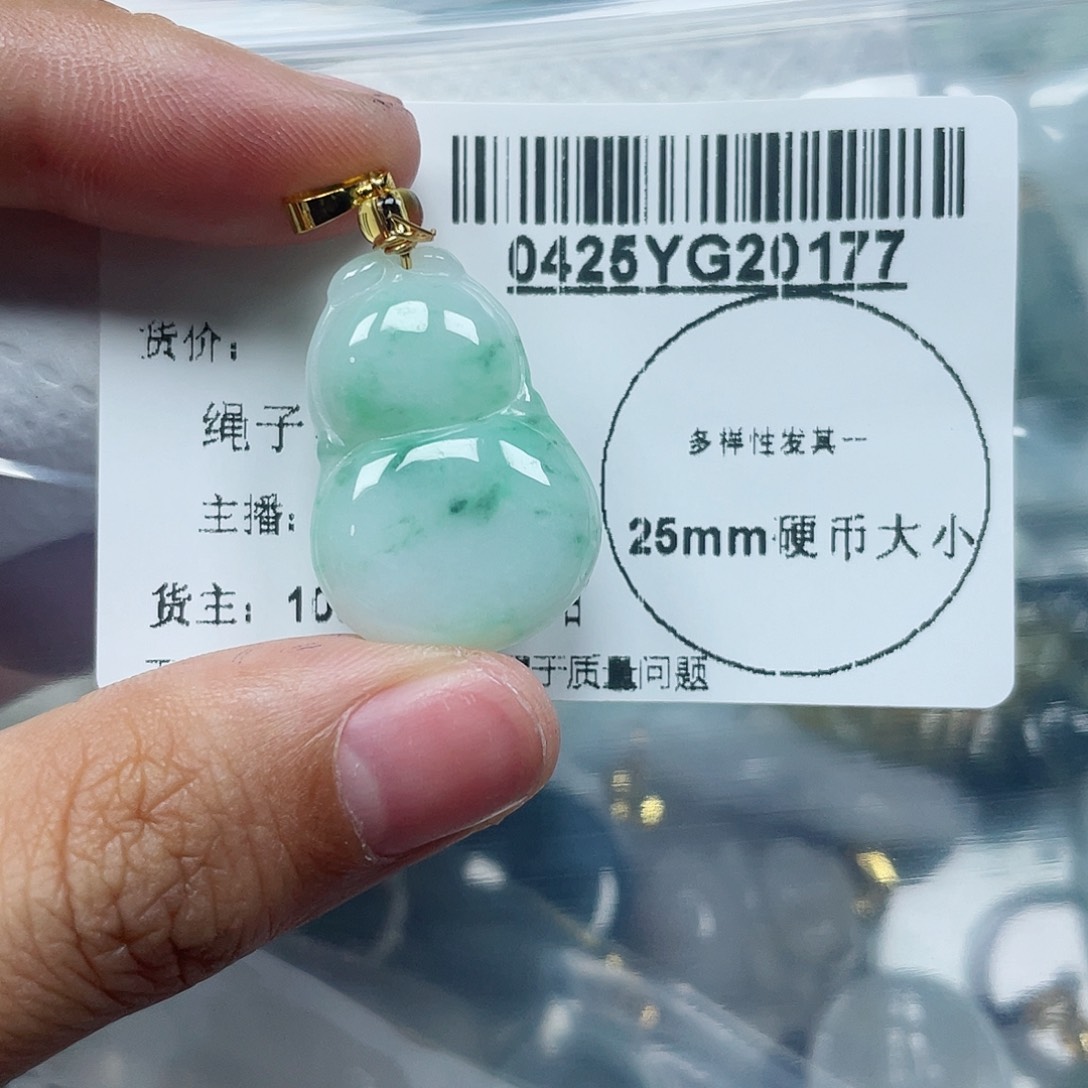 0425YG20177
货价：
绳子
多样性发其一
主播：
25mm硬币大小
货主：10
于质量问题